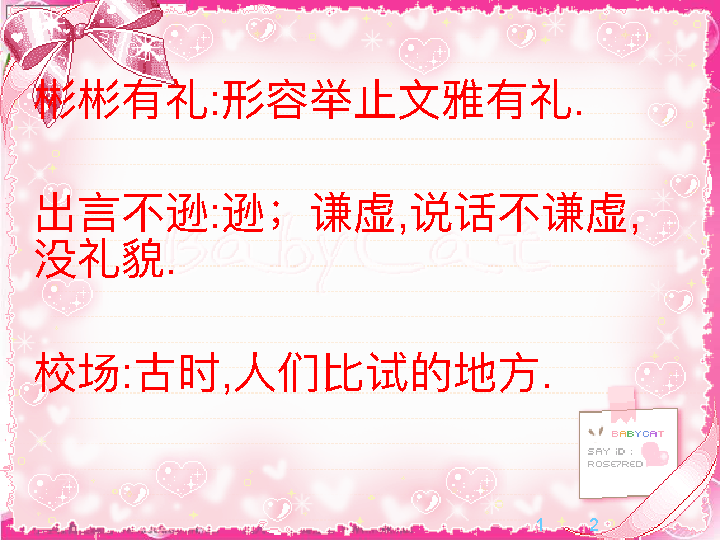 彬彬有礼:形容举止文雅有礼.
出言不逊:逊；谦虚,说话不谦虚,
没礼貌.
校场:古时,人们比试的地方.
BabyCat
BABYCAT
SAY ID :
ROSE7RED
1 2